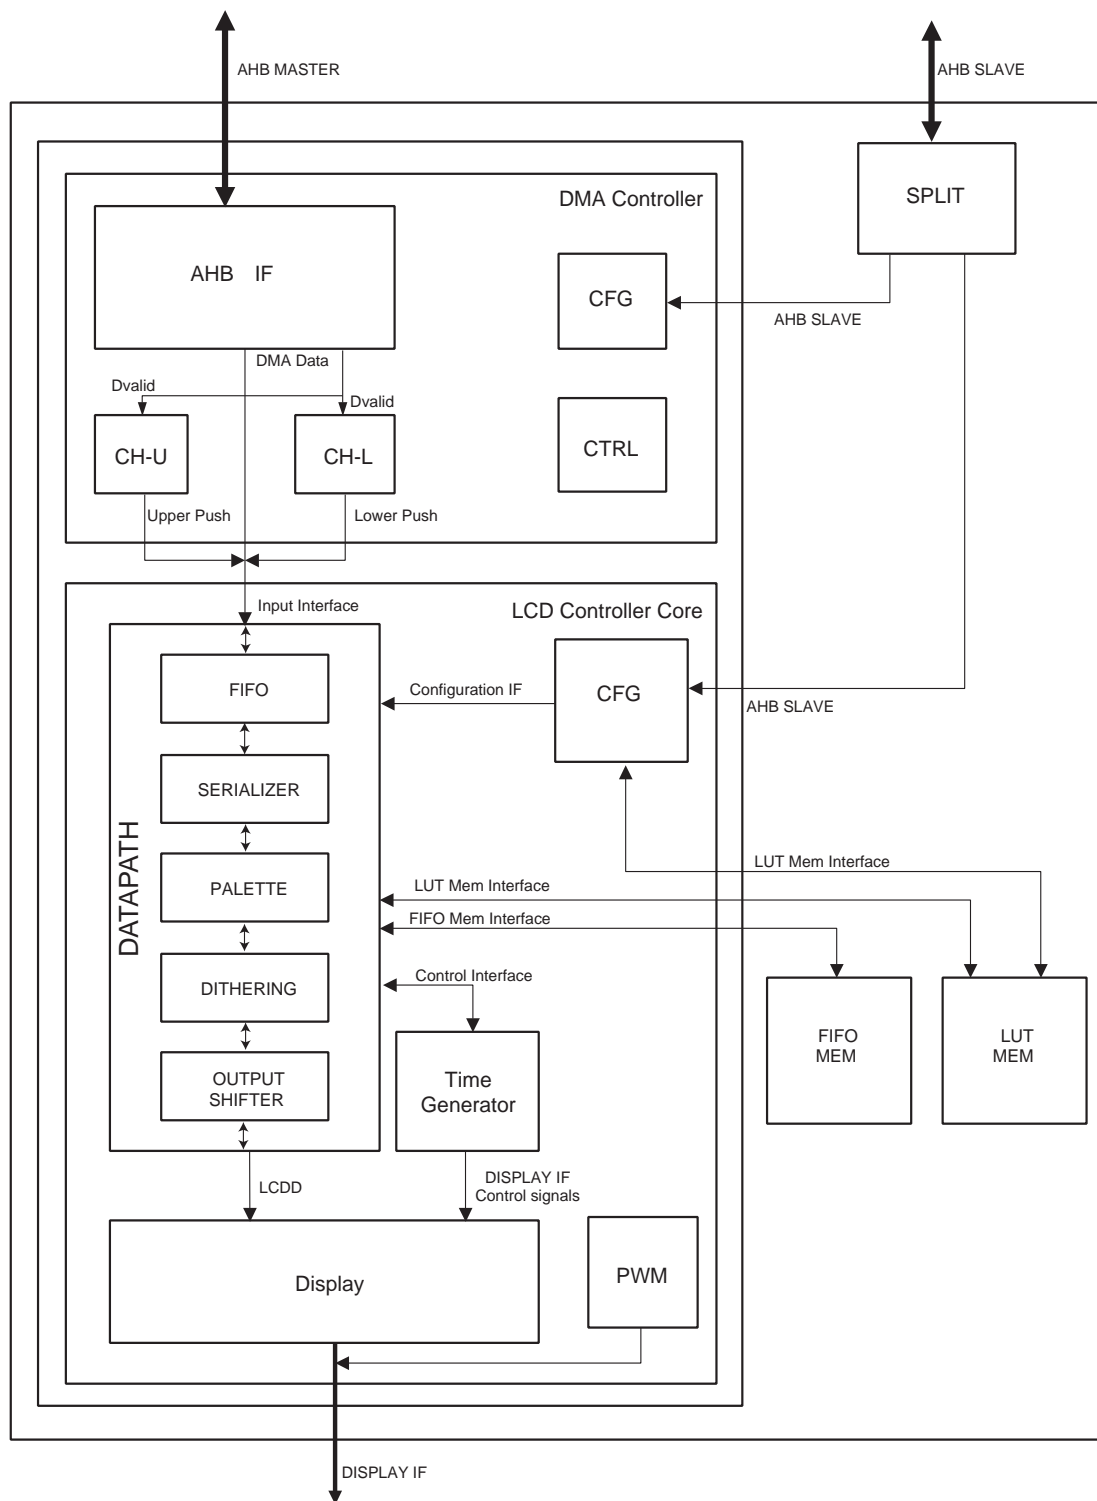 AHB MASTER
AHB SLAVE
DMA Controller
SPLIT
AHB IF
CFG
AHB SLAVE
DMA Data
Dvalid
Dvalid
CH-U
CH-L
CTRL
Upper Push
Lower Push
Input Interface
LCD Controller Core
FIFO
Configuration IF
CFG
AHB SLAVE
SERIALIZER
DATAPATH
PALETTE
LUT Mem Interface
LUT Mem Interface
FIFO Mem Interface
DITHERING
Control Interface
FIFO
MEM
LUT
MEM
OUTPUT
SHIFTER
Time
Generator
LCDD
DISPLAY IF
Control signals
Display
PWM
DISPLAY IF